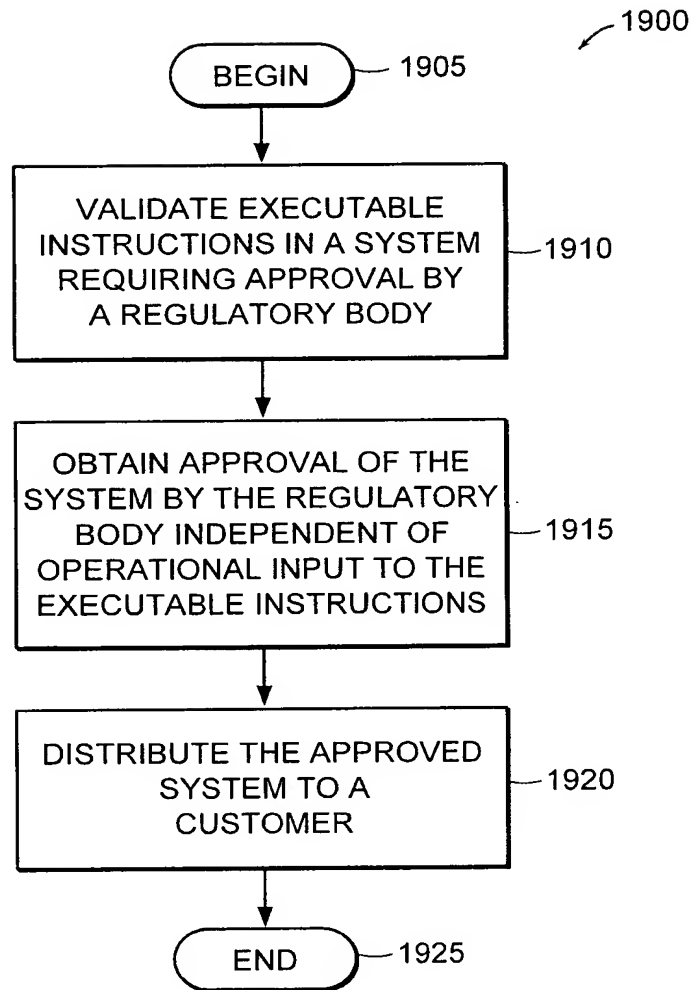 1900
BEGIN
1905
VALIDATE EXECUTABLE
INSTRUCTIONS IN A SYSTEM
REQUIRING APPROVAL BY
A REGULATORY BODY
1910
OBTAIN APPROVAL OF THE
SYSTEM BY THE REGULATORY
BODY INDEPENDENT OF
OPERATIONAL INPUT TO THE
EXECUTABLE INSTRUCTIONS
1915
DISTRIBUTE THE APPROVED
SYSTEM TO A
CUSTOMER
1920
END
1925